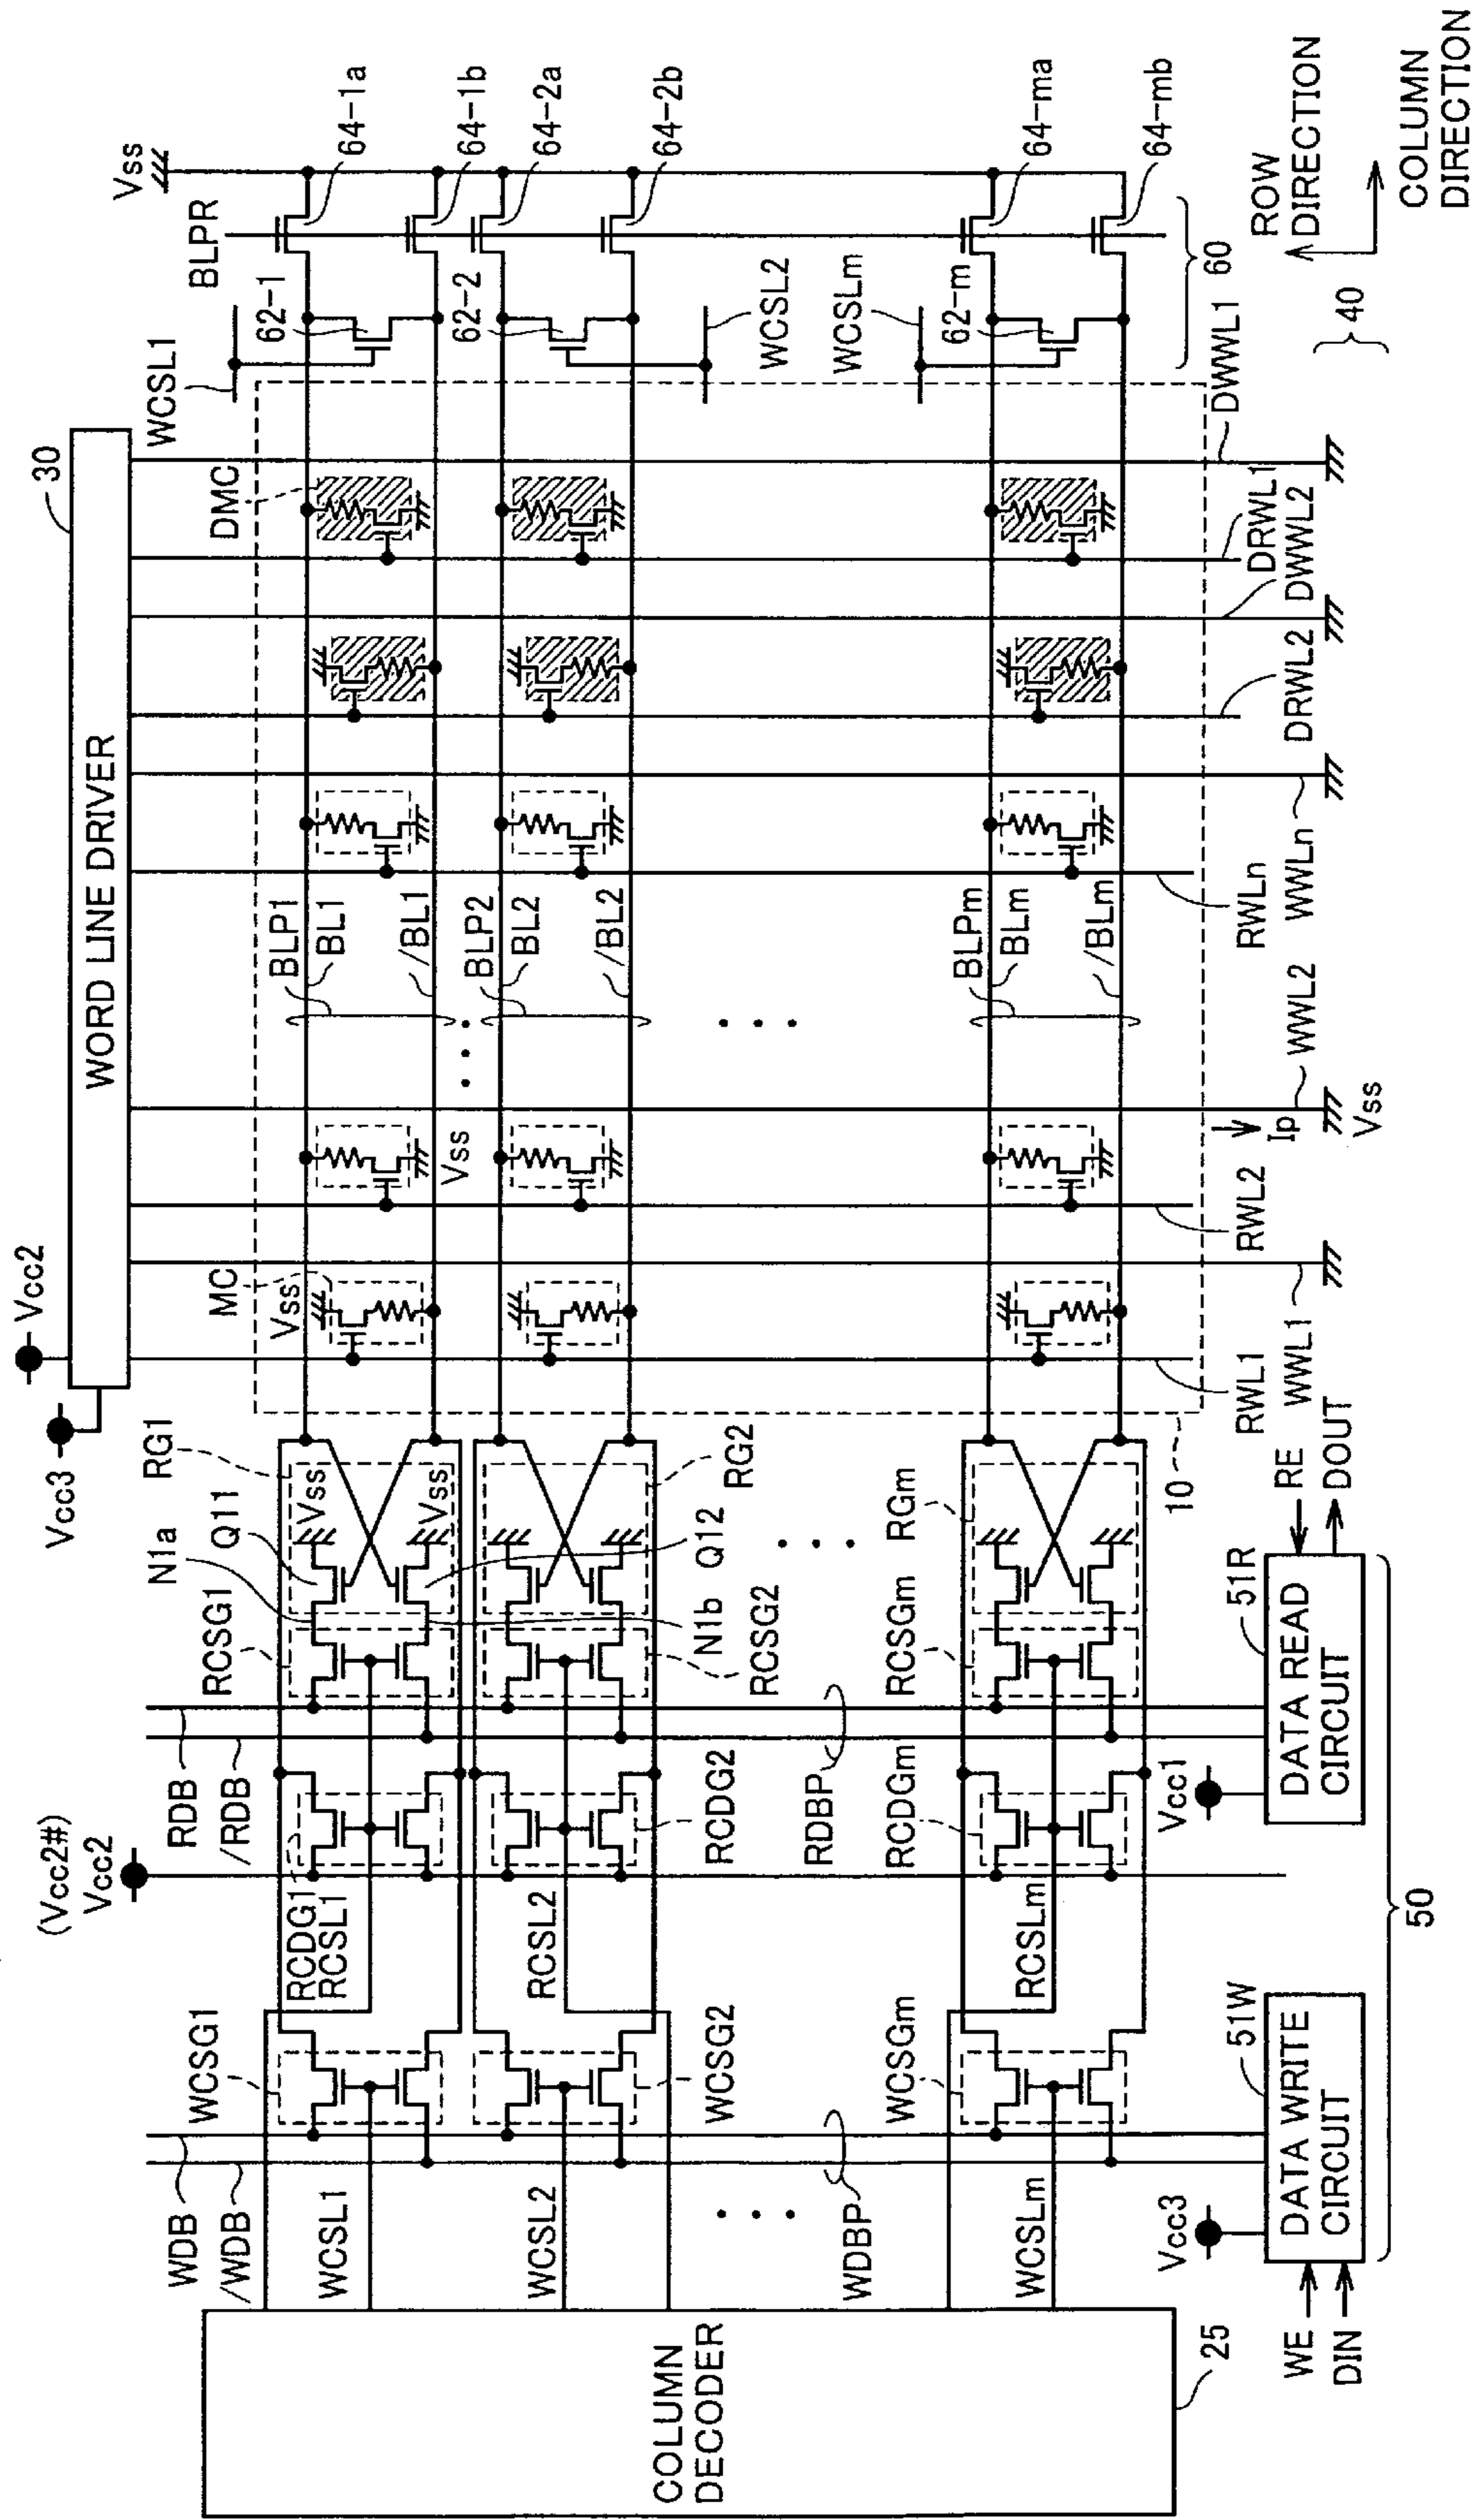 Vcc3
Vcc2
30
WORD LINE DRIVER
WCSL1
BLPR
Vss
(Vcc2#)
Vcc2
WDB
/WDB
WCSG1
RDB
/RDB
RCSG1
N1a
Q11
RG1
MC
Vss
DMC
62-1
64-1a
RCDG1
RCSL1
Vss
Vss
BLP1
BL1
WCSL1
Vss
/BL1
64-1b
BLP2
BL2
62-2
64-2a
WCSL2
RCSL2
/BL2
64-2b
COLUMN
DECODER
WCSG2
RCDG2
RCSG2
N1b
Q12
RG2
WCSL2
WDBP
RDBP
WCSLm
WCSGm
RCDGm
RCSGm
RGm
BLPm
BLm
62-m
64-ma
WCSLm
RCSLm
/BLm
64-mb
60
25
Vcc3
Vcc1
10
RWL1
WWL1
RWL2
Ip
WWL2
Vss
RWLn
WWLn
DRWL2
DWWL2
DRWL1
DWWL1
40
ROW
DIRECTION
COLUMN
DIRECTION
WE
DIN
DATA WRITE
CIRCUIT
51W
DATA READ
CIRCUIT
51R
RE
DOUT
50